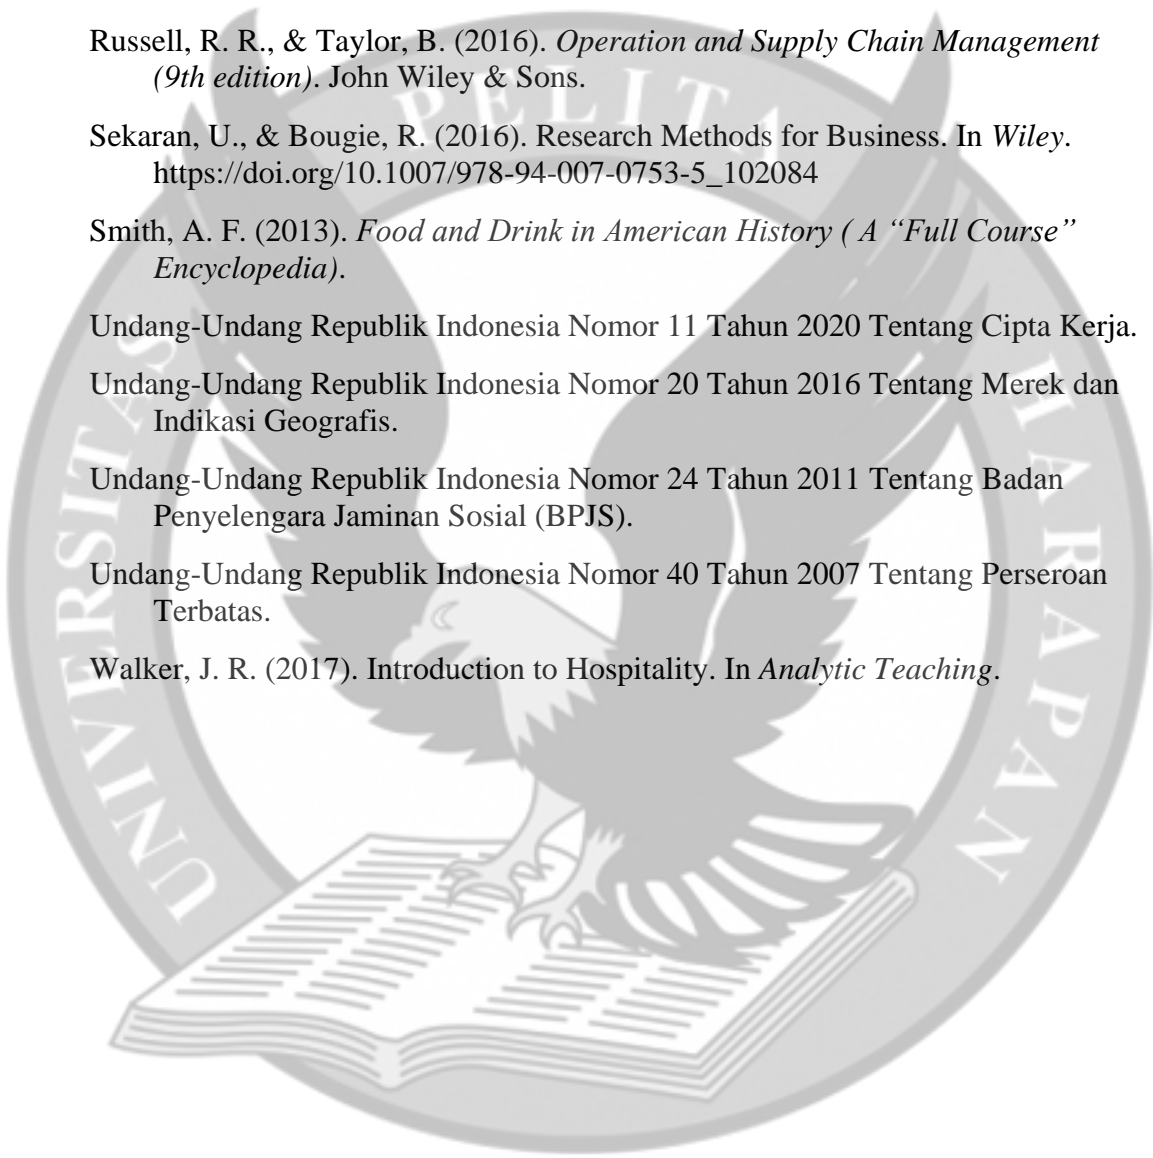 Russell, R. R., & Taylor, B. (2016). Operation and Supply Chain Management
(9th edition). John Wiley & Sons.
Sekaran, U., & Bougie, R. (2016). Research Methods for Business. In Wiley.
https://doi.org/10.1007/978-94-007-0753-5_102084
Smith, A. F. (2013). Food and Drink in American History ( A “Full Course”
Encyclopedia).
Undang-Undang Republik Indonesia Nomor 11 Tahun 2020 Tentang Cipta Kerja.
Undang-Undang Republik Indonesia Nomor 20 Tahun 2016 Tentang Merek dan
Indikasi Geografis.
Undang-Undang Republik Indonesia Nomor 24 Tahun 2011 Tentang Badan
Penyelengara Jaminan Sosial (BPJS).
Undang-Undang Republik Indonesia Nomor 40 Tahun 2007 Tentang Perseroan
Terbatas.
Walker, J. R. (2017). Introduction to Hospitality. In Analytic Teaching.
UNIVERSITAS PELITA HARAPAN